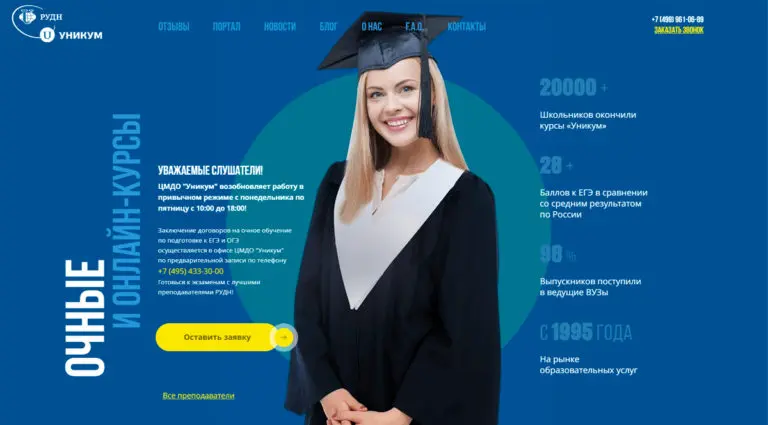 РУДН
УНИКУМ
ОТЗЫВЫ ПОРТАЛ НОВОСТИ БЛОГ О НАС F.A.Q. КОНТАКТЫ
+7 (499) 961-06-69
ЗАКАЗАТЬ ЗВОНОК
ОЧНЫЕ
И ОНЛАЙН-КУРСЫ
УВАЖАЕМЫЕ СЛУШАТЕЛИ!
ЦМДО "Уникум" возобновляет работу в
привычном режиме с понедельника по
пятницу с 10:00 до 18:00!
Заключение договоров на очное обучение
по подготовке к ЕГЭ и ОГЭ
осуществляется в офисе ЦМДО "Уникум"
по предварительной записи по телефону
+7 (495) 433-30-00
Готовься к экзаменам с лучшими
преподавателями РУДН!
Оставить заявку
Все преподаватели
20000 +
Школьников окончили
курсы «Уникум»
28 +
Баллов к ЕГЭ в сравнении
со средним результатом
по России
98 %
Выпускников поступили
в ведущие ВУЗы
С 1995 ГОДА
На рынке
образовательных услуг